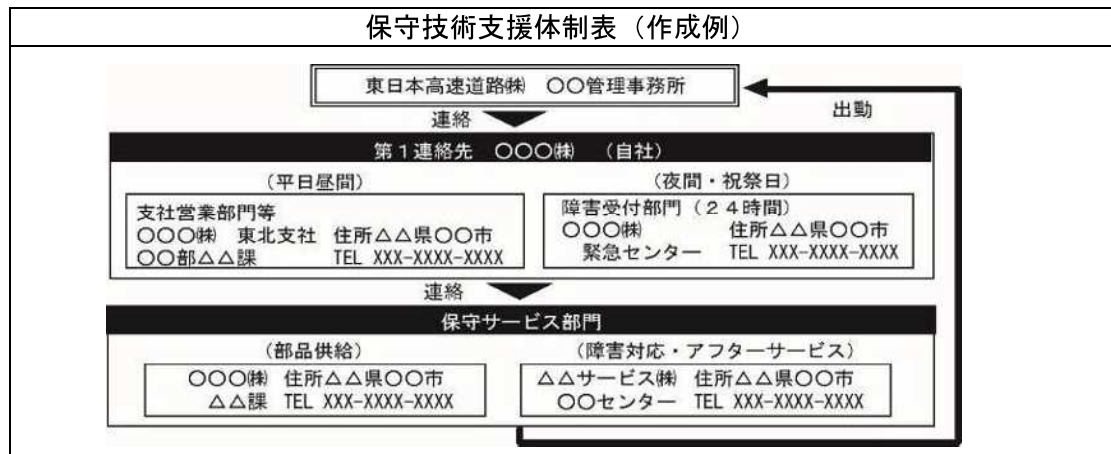 保守技術支援体制表（作成例）
東日本高速道路㈱　〇〇管理事務所
連絡
出動
第１連絡先　〇〇〇㈱　（自社）
（平日昼間）
支社営業部門等
〇〇〇㈱　東北支社　住所△△県〇〇市
〇〇部△△課　TEL XXX-XXXX-XXXX
（夜間・祝祭日）
障害受付部門（２４時間）
〇〇〇㈱　住所△△県〇〇市
緊急センター　TEL XXX-XXXX-XXXX
連絡
保守サービス部門
（部品供給）
〇〇〇㈱　住所△△県〇〇市
△△課　TEL XXX-XXXX-XXXX
（障害対応・アフターサービス）
△△サービス㈱　住所△△県〇〇市
〇〇センター　TEL XXX-XXXX-XXXX